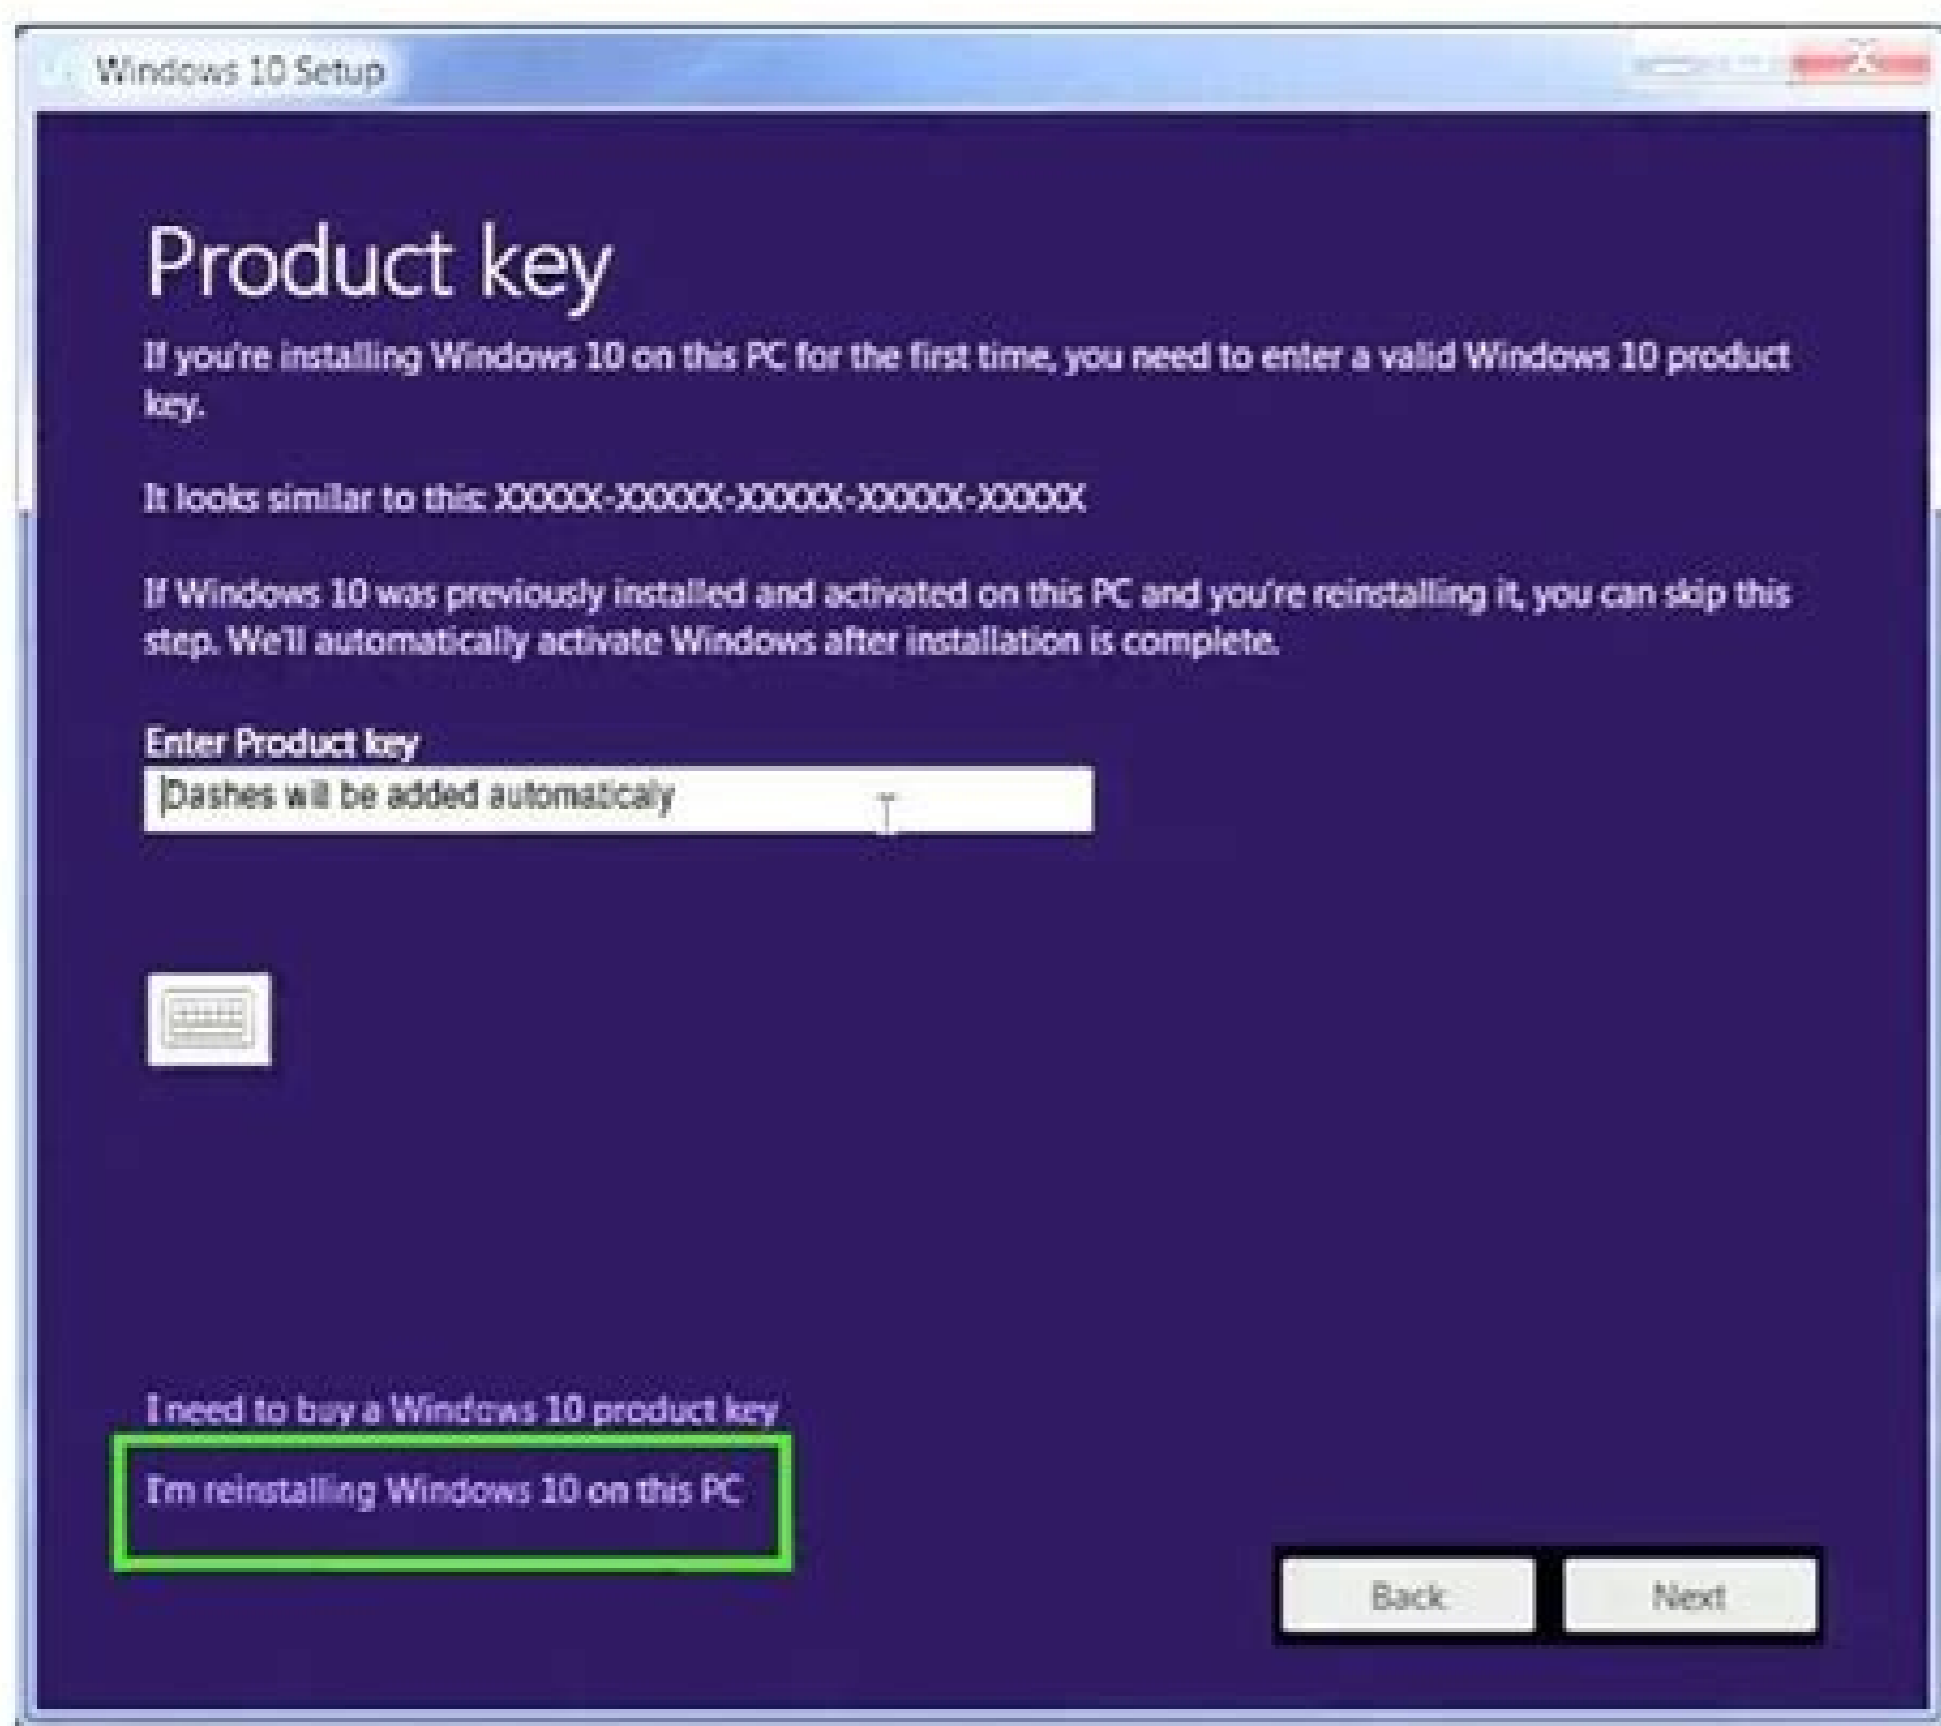 Windows 10 Setup
Product key
If you're installing Windows 10 on this PC for the first time, you need to enter a valid Windows 10 product
key.
It looks similar to this: XXXXX-XXXXX-XXXXX-XXXXX-XXXXX
If Windows 10 was previously installed and activated on this PC and you're reinstalling it, you can skip this
step. We'll automatically activate Windows after installation is complete.
Enter Product key
Dashes will be added automaticaly
I need to buy a Windows 10 product key
I'm reinstalling Windows 10 on this PC
Back
Next